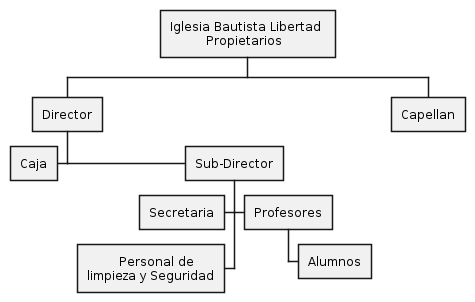 Iglesia Bautista Libertad
Propietarios
Director
Capellan
Caja
Sub-Director
Secretaria
Profesores
Personal de
limpieza y Seguridad
Alumnos